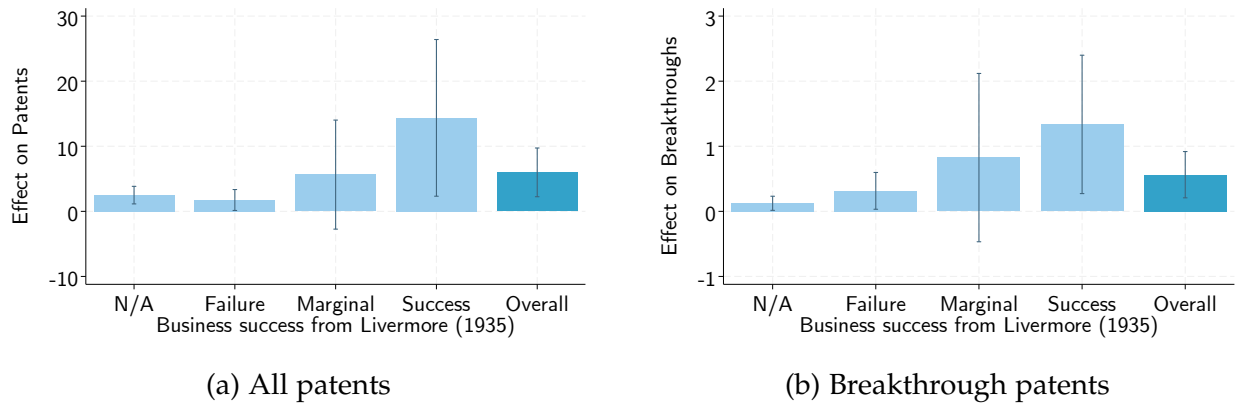 Effect on Patents
30
20
10
0
-10
N/A Failure Marginal Success Overall
Business success from Livermore (1935)
(a) All patents
Effect on Breakthroughs
3
2
1
0
-1
N/A Failure Marginal Success Overall
Business success from Livermore (1935)
(b) Breakthrough patents